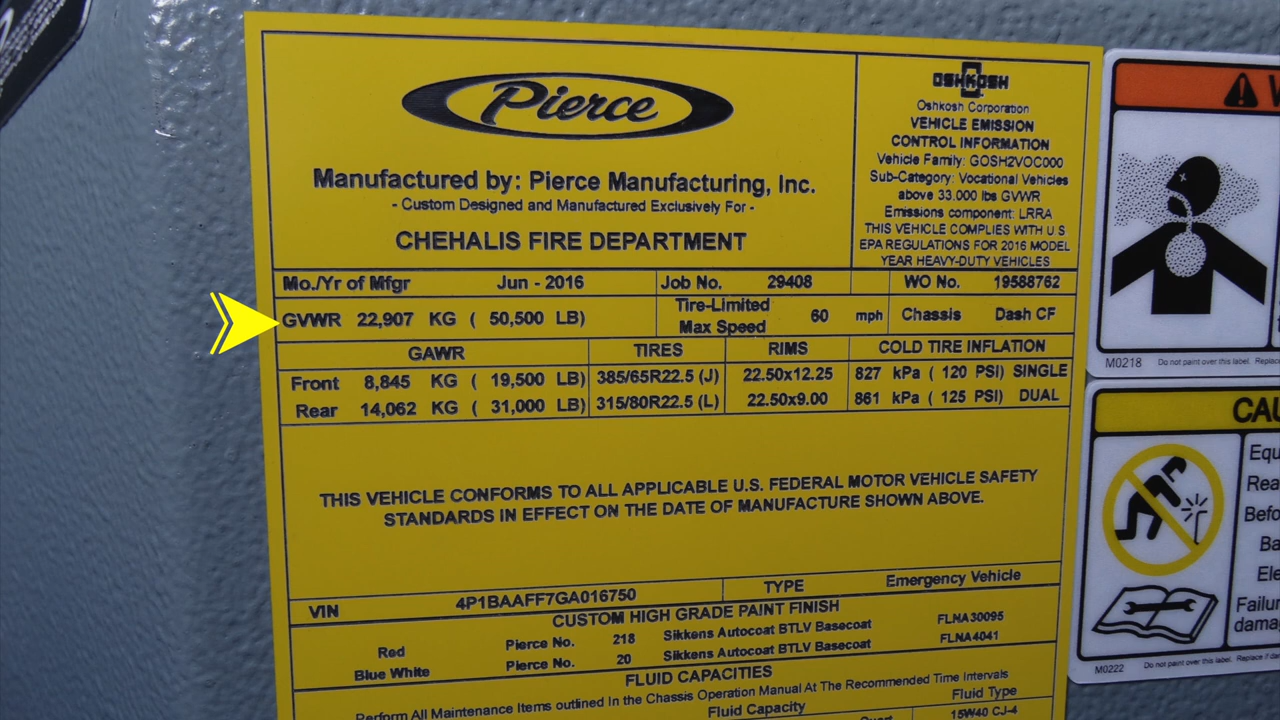 Pierce
Manufactured by: Pierce Manufacturing, Inc.
- Custom Designed and Manufactured Exclusively For -
CHEHALIS FIRE DEPARTMENT
OSHKOSH
Oshkosh Corporation
VEHICLE EMISSION
CONTROL INFORMATION
Vehicle Family: GOSH2VOC000
Sub-Category: Vocational Vehicles
above 33.000 lbs GVWR
Emissions component: LRRA
THIS VEHICLE COMPLIES WITH U S
EPA REGULATIONS FOR 2016 MODEL
YEAR HEAVY-DUTY VEHICLES
Mo./Yr of Mfgr Jun - 2016 Job No. 29408 WO No. 19588762
GVWR 22,907 KG ( 50,500 LB) Tire-Limited Max Speed 60 mph Chassis Dash CF
GAWR TIRES RIMS COLD TIRE INFLATION
Front 8,845 KG ( 19,500 LB) 385/65R22.5 (J) 22.50x12.25 827 kPa ( 120 PSI) SINGLE
Rear 14,062 KG ( 31,000 LB) 315/80R22.5 (L) 22.50x9.00 861 kPa ( 125 PSI) DUAL
THIS VEHICLE CONFORMS TO ALL APPLICABLE U.S. FEDERAL MOTOR VEHICLE SAFETY
STANDARDS IN EFFECT ON THE DATE OF MANUFACTURE SHOWN ABOVE.
VIN 4P1BAAFF7GA016750 TYPE Emergency Vehicle
CUSTOM HIGH GRADE PAINT FINISH
Red Pierce No. 218 Sikkens Autocoat BTLV Basecoat FLNA30095
Blue White Pierce No. 20 Sikkens Autocoat BTLV Basecoat FLNA4041
FLUID CAPACITIES
Perform All Maintenance Items outlined In the Chassis Operation Manual At The Recommended Time Intervals
Fluid Capacity Fluid Type
15W40 CJ-4
M0218 Do not paint over this label.
CAU
Equ
Rea
Befo
Ba
Ele
Failur
dama
M0222 Do not paint over this label. Replace if da